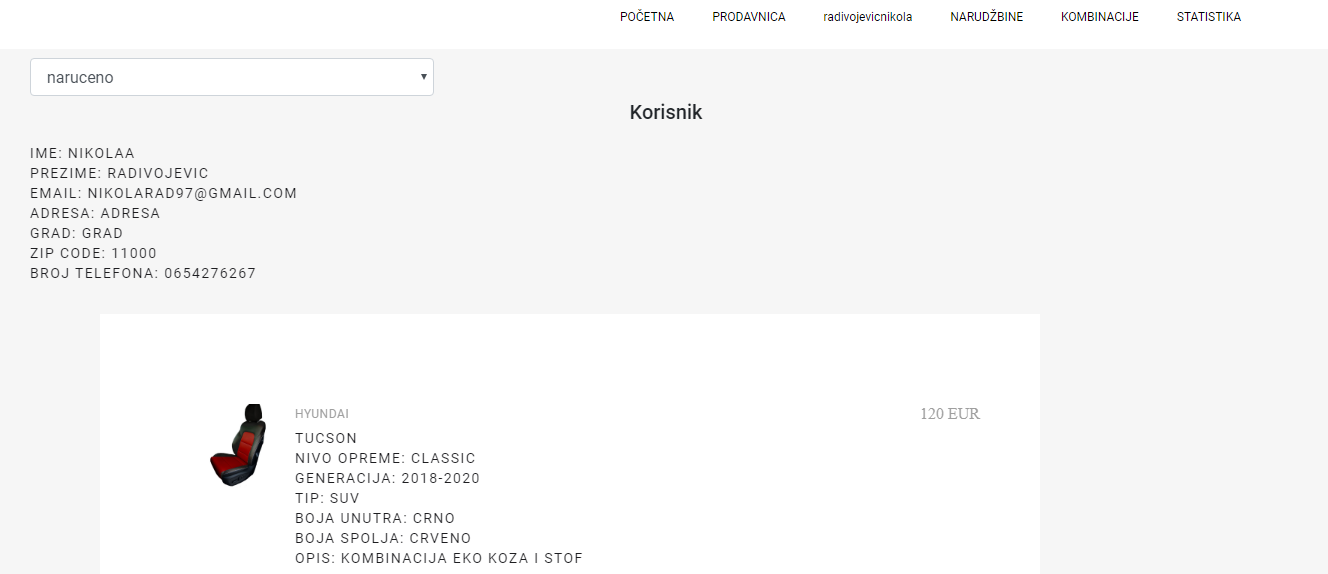 POČETNA PRODAVNICA radivojevicnikola NARUDŽBINE KOMBINACIJE STATISTIKA
naruceno
Korisnik
IME: NIKOLAA
PREZIME: RADIVOJEVIC
EMAIL: NIKOLARAD97@GMAIL.COM
ADRESA: ADRESA
GRAD: GRAD
ZIP CODE: 11000
BROJ TELEFONA: 0654276267
HYUNDAI 120 EUR
TUCSON
NIVO OPREME: CLASSIC
GENERACIJA: 2018-2020
TIP: SUV
BOJA UNUTRA: CRNO
BOJA SPOLJA: CRVENO
OPIS: KOMBINACIJA EKO KOZA I STOF